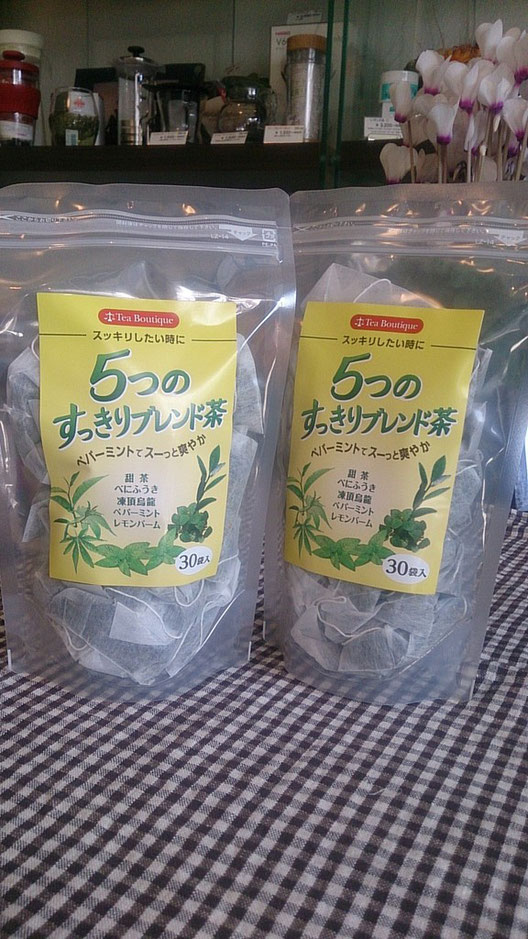 Tea Boutique
スッキリしたい時に
5つの
すっきりブレンド茶
ペパーミントでスーっと爽やか
甜茶
べにふうき
凍頂烏龍
ペパーミント
レモンバーム
30袋入
Tea Boutique
スッキリしたい時に
5つの
すっきりブレンド茶
ペパーミントでスーっと爽やか
甜茶
べにふうき
凍頂烏龍
ペパーミント
レモンバーム
30袋入